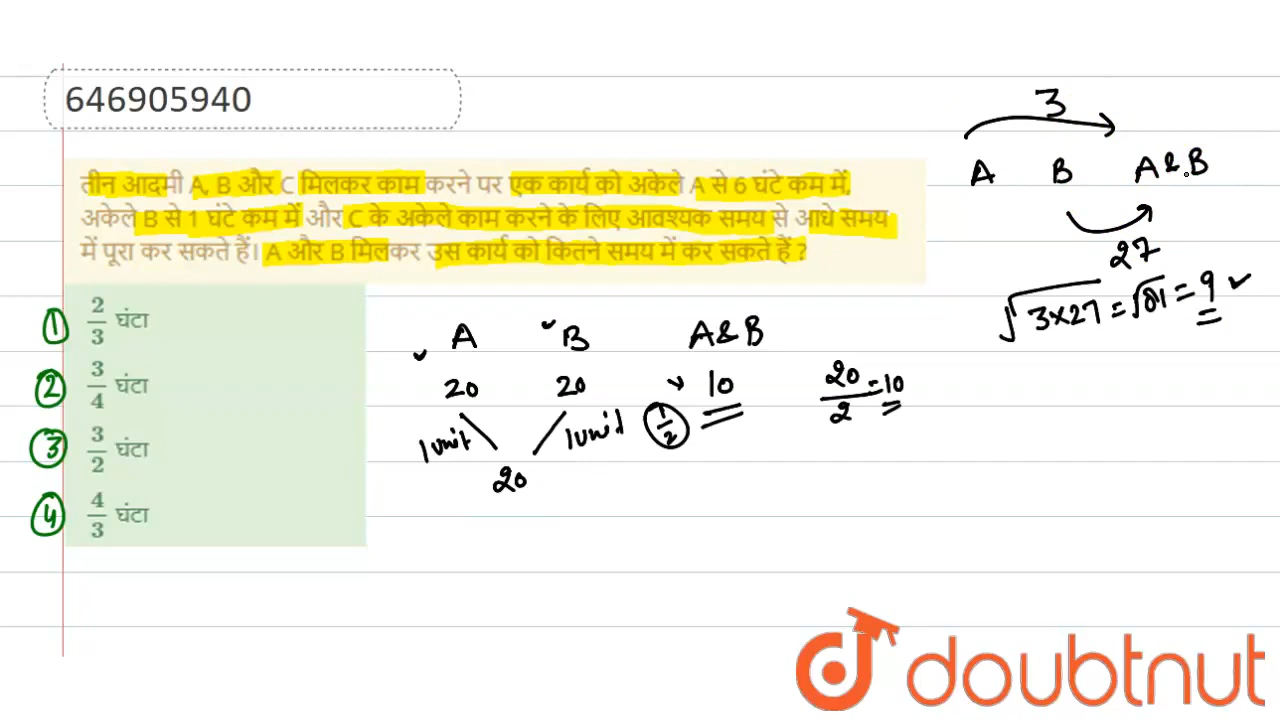 646905940
तीन आदमी A, B और C मिलकर काम करने पर एक कार्य को अकेले A से 6 घंटे कम में,
अकेले B से 1 घंटे कम में और C के अकेले काम करने के लिए आवश्यक समय से आधे समय
में पूरा कर सकते हैं। A और B मिलकर उस कार्य को कितने समय में कर सकते हैं ?
1 2/3 घंटा
2 3/4 घंटा
3 3/2 घंटा
4 4/3 घंटा
3
A B A&B
27
√3×27 = √81 = 9
A B A&B
20 20 10
1unit 1unit 1/2
20
20/2 = 10
doubtnut